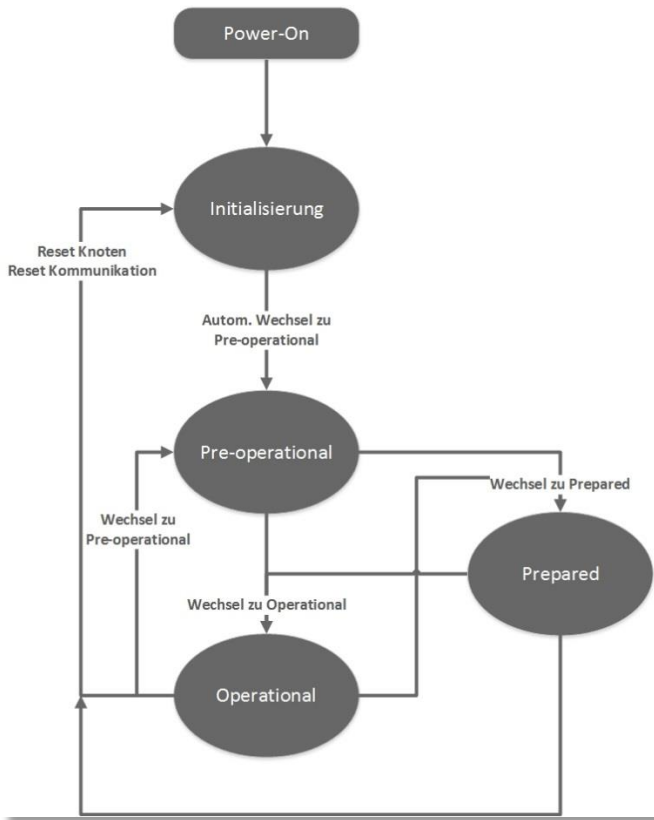 Power-On
Initialisierung
Reset Knoten
Reset Kommunikation
Autom. Wechsel zu
Pre-operational
Pre-operational
Wechsel zu Prepared
Wechsel zu
Pre-operational
Prepared
Wechsel zu Operational
Operational